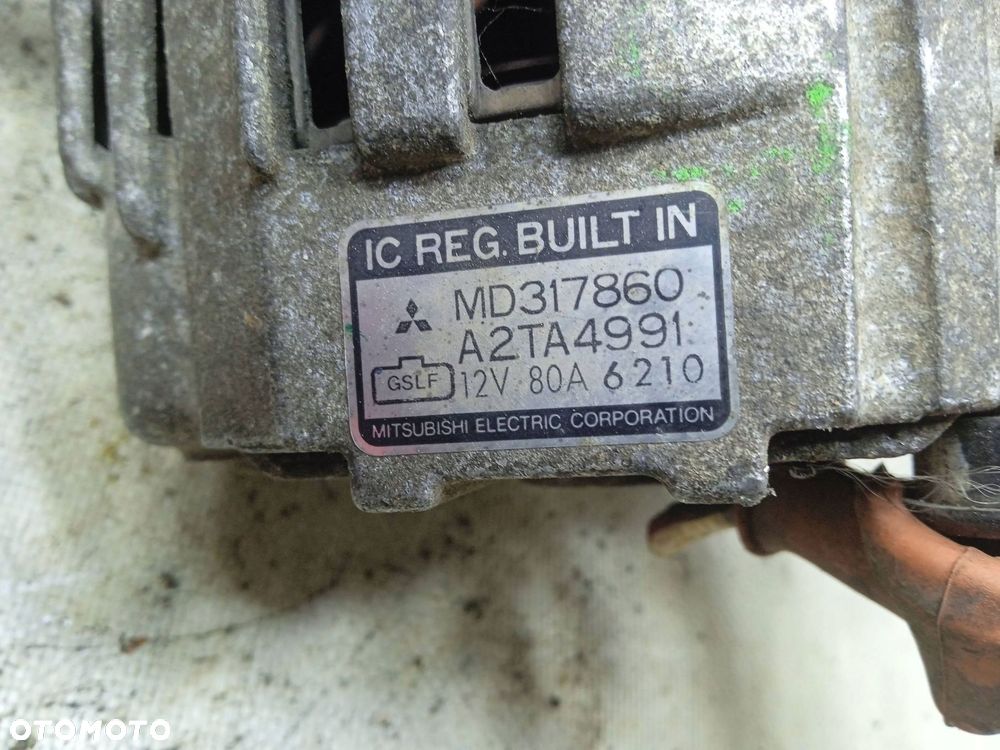 IC REG. BUILT IN
MD317860
A2TA4991
GSLF 12V 80A 6210
MITSUBISHI ELECTRIC CORPORATION
OTOMOTO